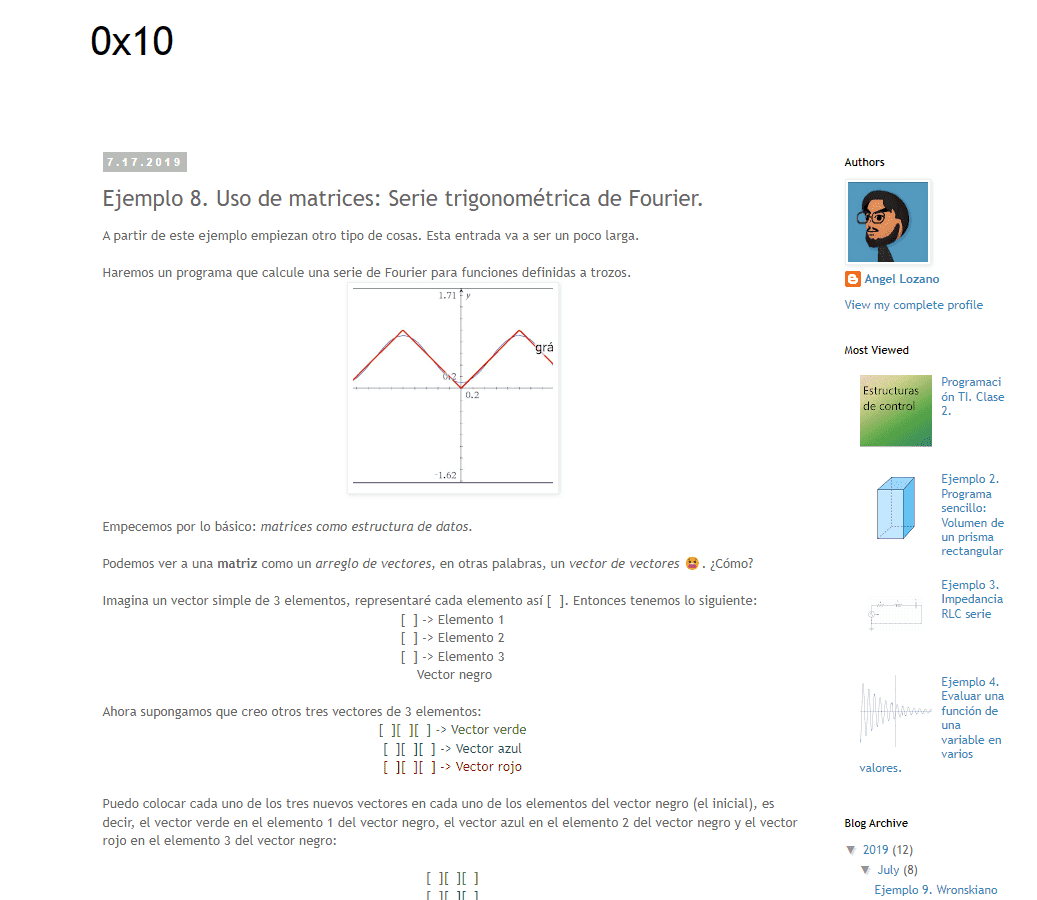 0x10
7.17.2019
Ejemplo 8. Uso de matrices: Serie trigonométrica de Fourier.
A partir de este ejemplo empiezan otro tipo de cosas. Esta entrada va a ser un poco larga.
Haremos un programa que calcule una serie de Fourier para funciones definidas a trozos.
1.71 y
grá
0.2
0.2
-1.62
Empecemos por lo básico: matrices como estructura de datos.
Podemos ver a una matriz como un arreglo de vectores, en otras palabras, un vector de vectores 😫. ¿Cómo?
Imagina un vector simple de 3 elementos, representaré cada elemento así [  ]. Entonces tenemos lo siguiente:
[  ] -> Elemento 1
[  ] -> Elemento 2
[  ] -> Elemento 3
Vector negro
Ahora supongamos que creo otros tres vectores de 3 elementos:
[  ][  ][  ] -> Vector verde
[  ][  ][  ] -> Vector azul
[  ][  ][  ] -> Vector rojo
Puedo colocar cada uno de los tres nuevos vectores en cada uno de los elementos del vector negro (el inicial), es
decir, el vector verde en el elemento 1 del vector negro, el vector azul en el elemento 2 del vector negro y el vector
rojo en el elemento 3 del vector negro:
[  ][  ][  ]
[  ][  ][  ]
Authors
Angel Lozano
View my complete profile
Most Viewed
Estructuras
de control
Programaci
ón TI. Clase
2.
Ejemplo 2.
Programa
sencillo:
Volumen de
un prisma
rectangular
Ejemplo 3.
Impedancia
RLC serie
Ejemplo 4.
Evaluar una
función de
una
variable en
varios
valores.
Blog Archive
▼ 2019 (12)
▼ July (8)
Ejemplo 9. Wronskiano